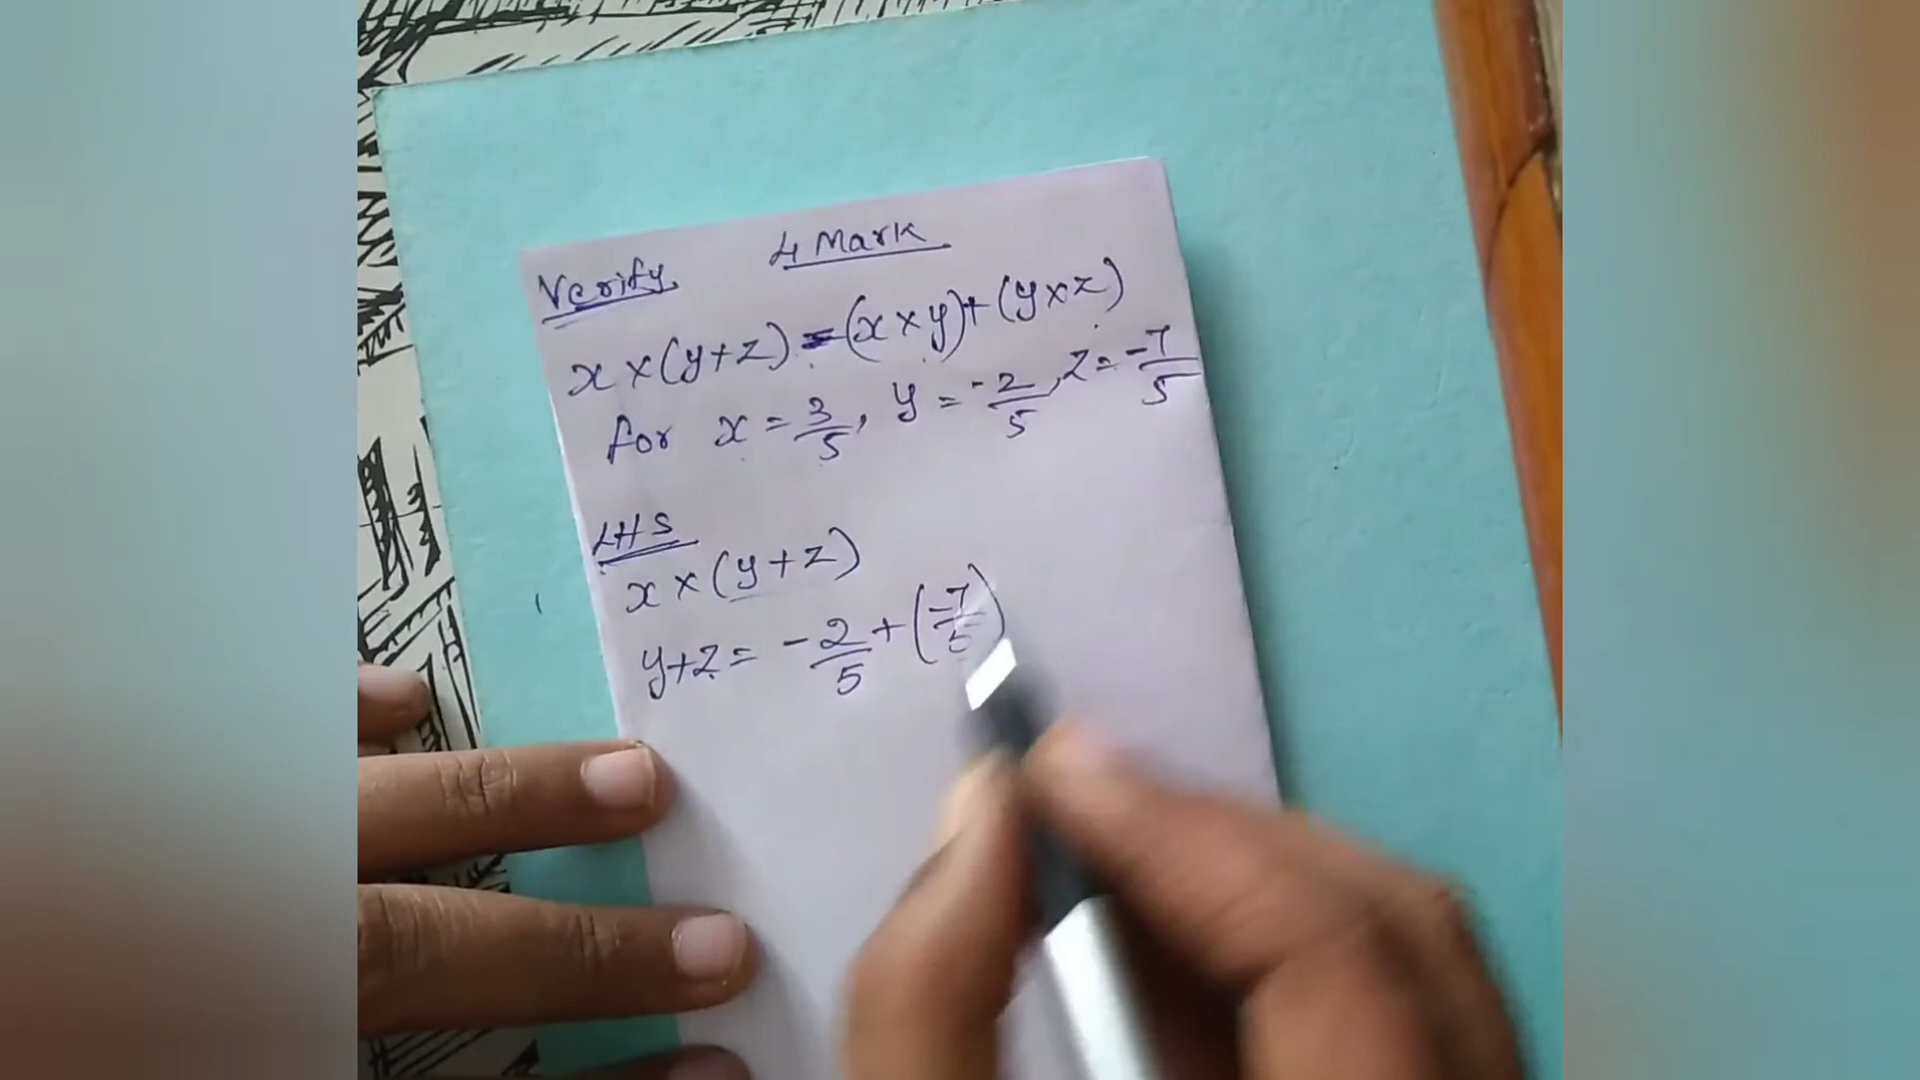 4 Mark
Verify
x × (y+z) = (x × y) + (y × z)
for x = 3/5, y = -2/5, z = -7/5
LHS
x × (y+z)
y+z = -2/5 + (-7/5)